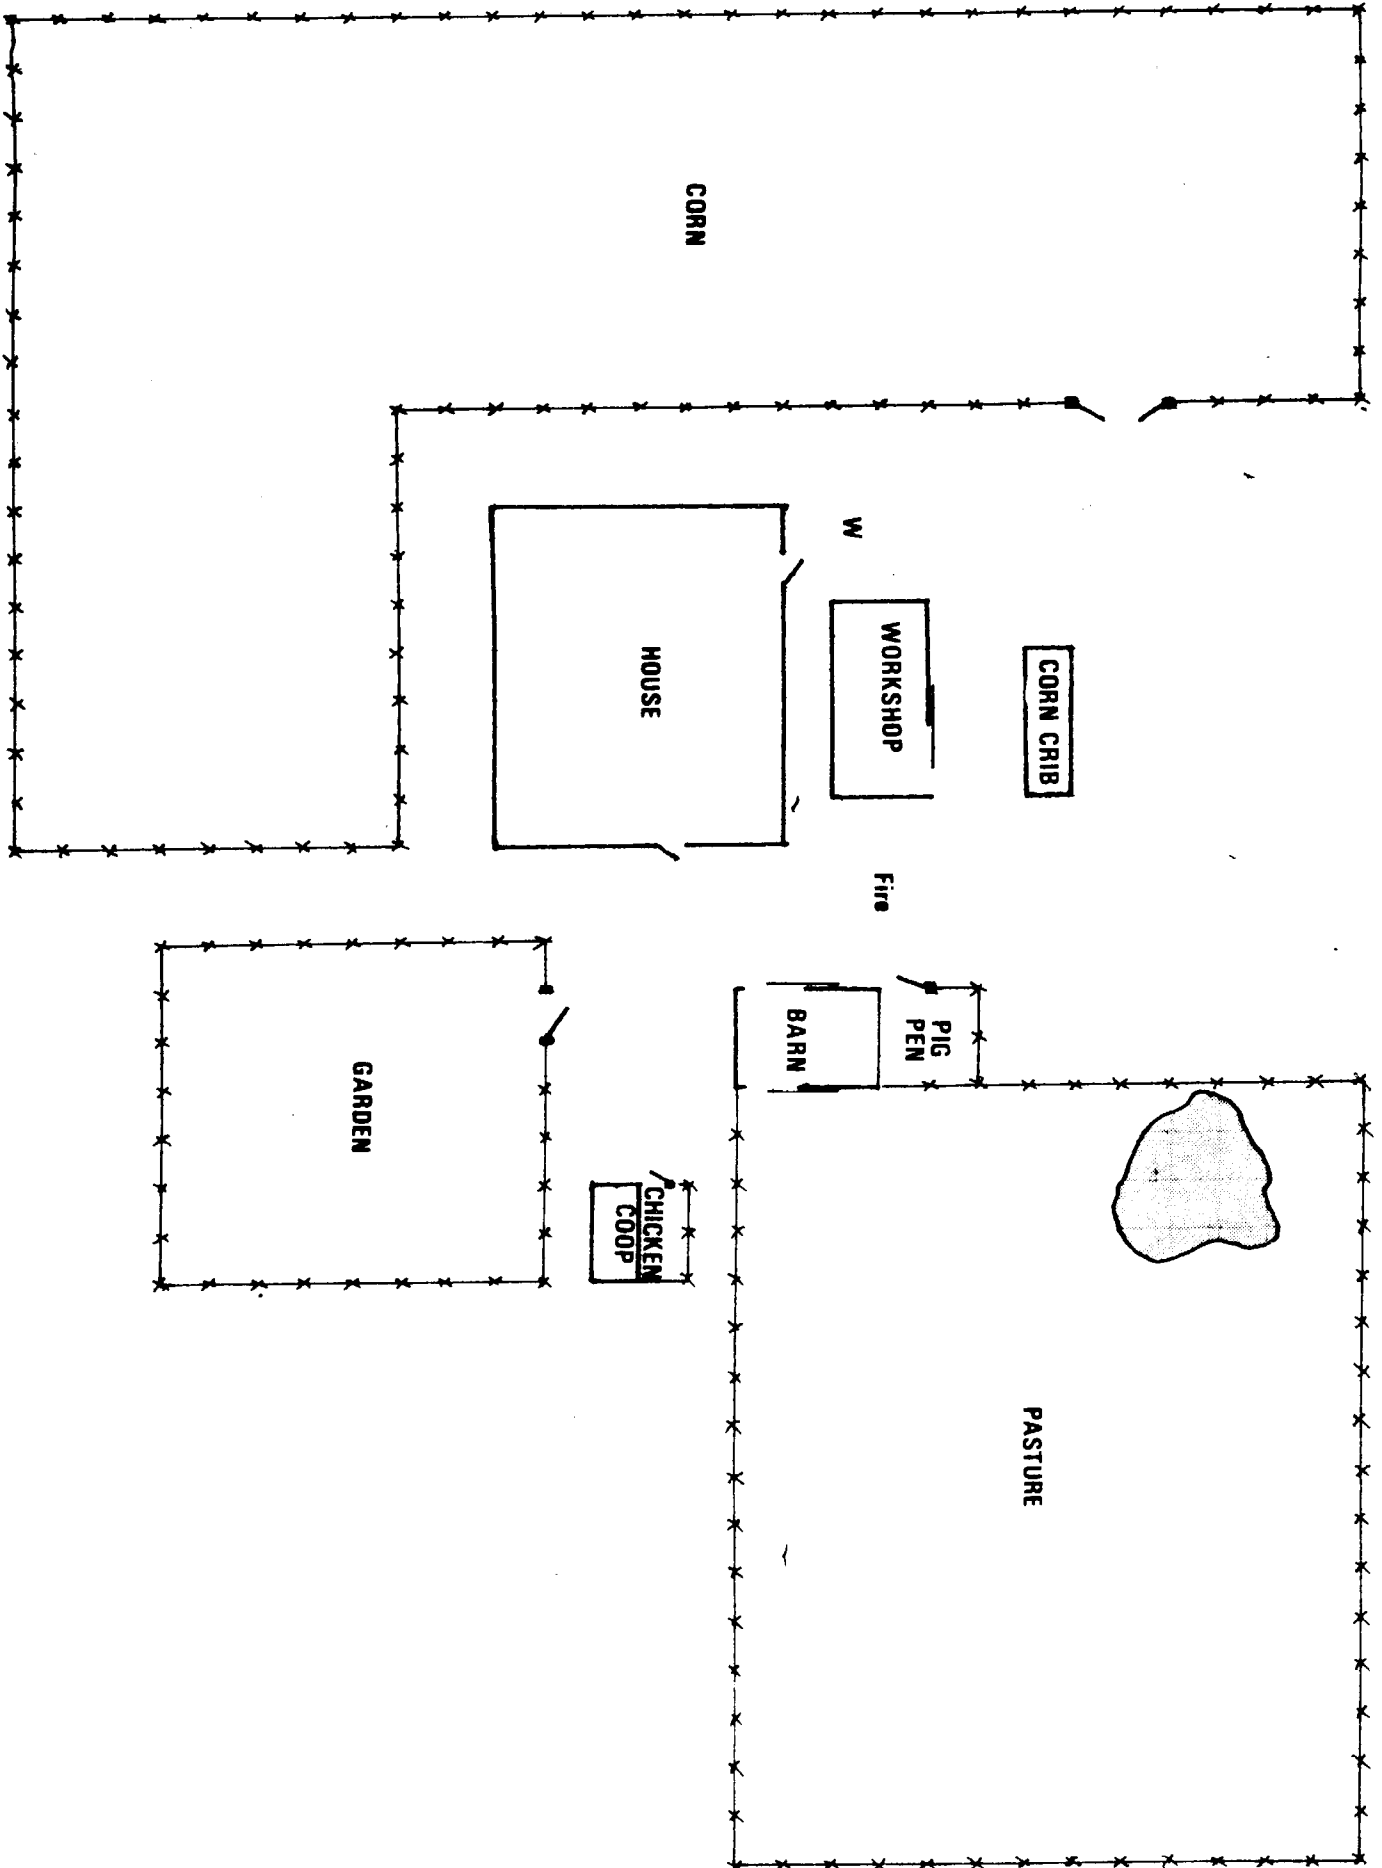 CORN
W
HOUSE
WORKSHOP
CORN CRIB
Fire
BARN
PIG
PEN
GARDEN
CHICKEN
COOP
PASTURE